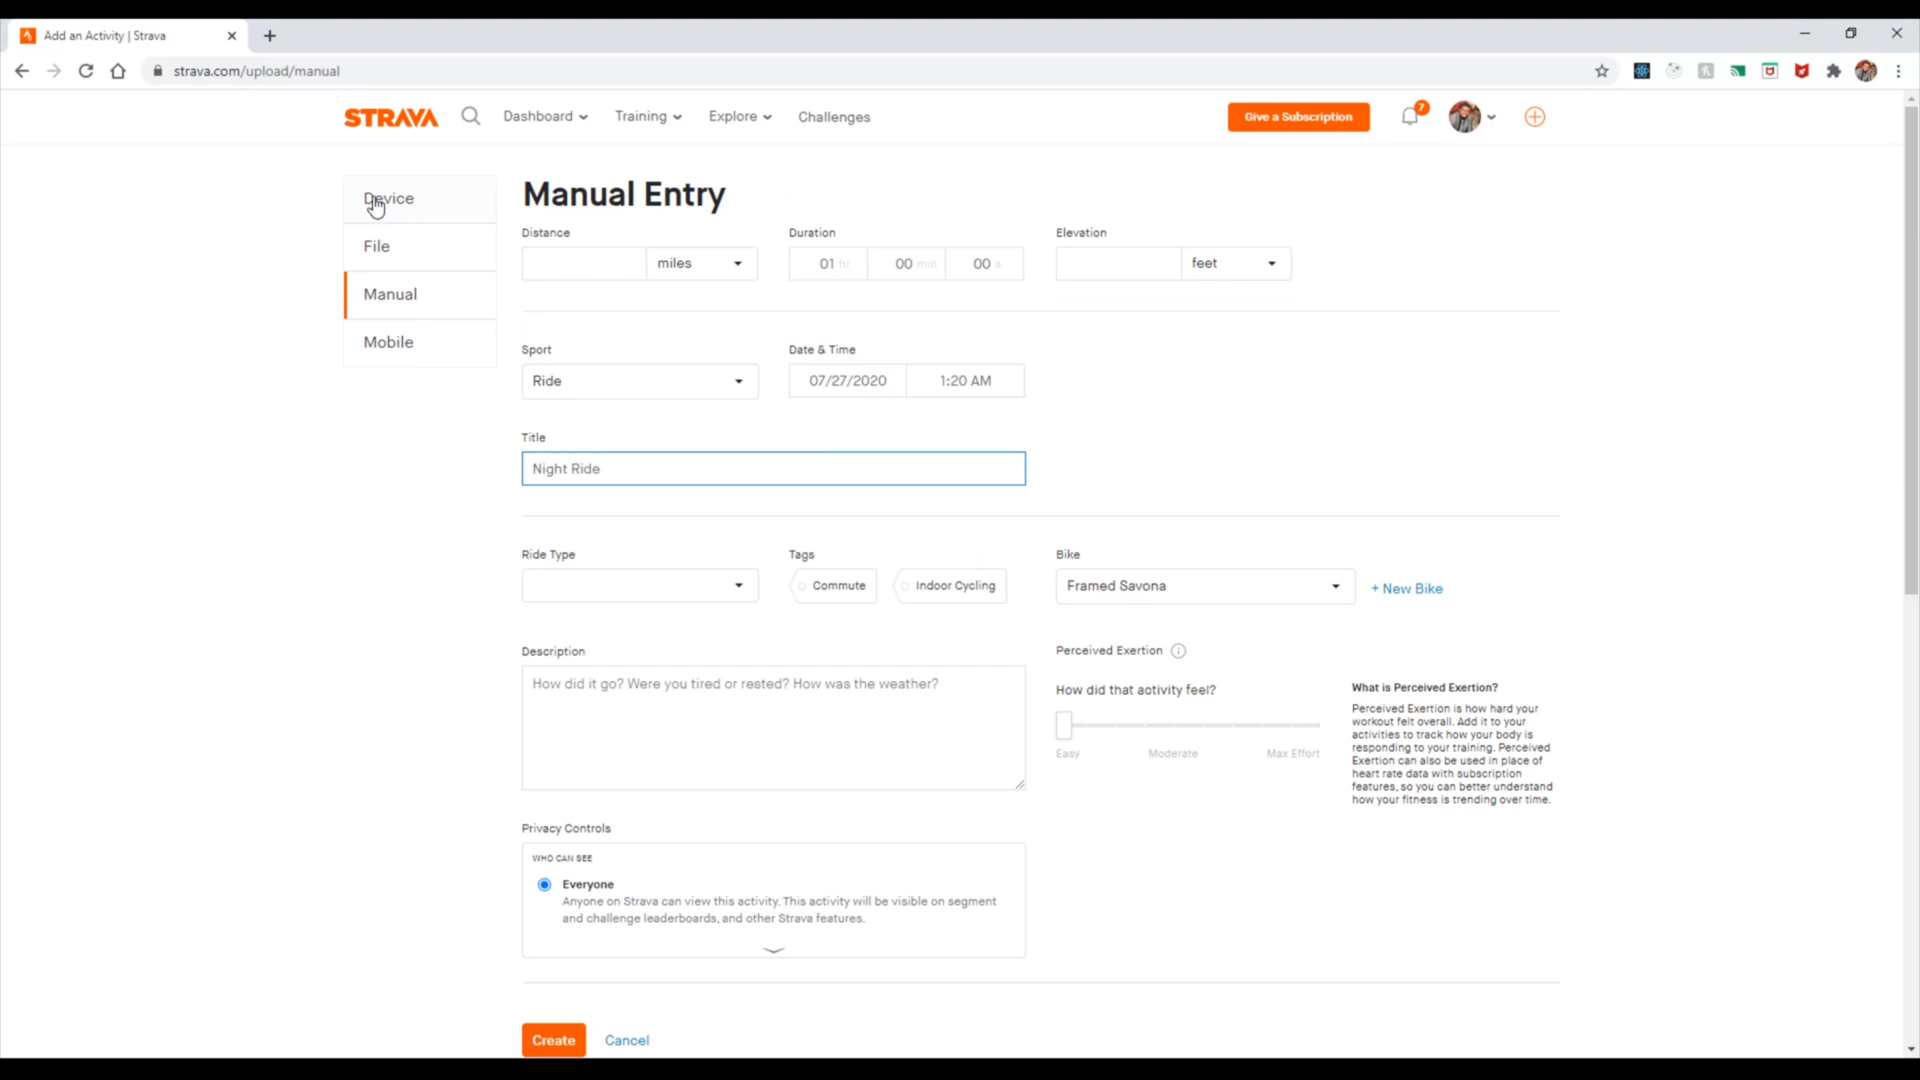 Add an Activity | Strava
strava.com/upload/manual
STRAVA
Dashboard
Training
Explore
Challenges
Give a Subscription
7
Device
File
Manual
Mobile
Manual Entry
Distance
Duration
Elevation
miles
01 hr
00 min
00 s
feet
Sport
Date & Time
Ride
07/27/2020
1:20 AM
Title
Night Ride
Ride Type
Tags
Bike
Commute
Indoor Cycling
Framed Savona
+ New Bike
Description
How did it go? Were you tired or rested? How was the weather?
Perceived Exertion
How did that activity feel?
Easy
Moderate
Max Effort
What is Perceived Exertion?
Perceived Exertion is how hard your
workout felt overall. Add it to your
activities to track how your body is
responding to your training. Perceived
Exertion can also be used in place of
heart rate data with subscription
features, so you can better understand
how your fitness is trending over time.
Privacy Controls
WHO CAN SEE
Everyone
Anyone on Strava can view this activity. This activity will be visible on segment
and challenge leaderboards, and other Strava features.
Create
Cancel